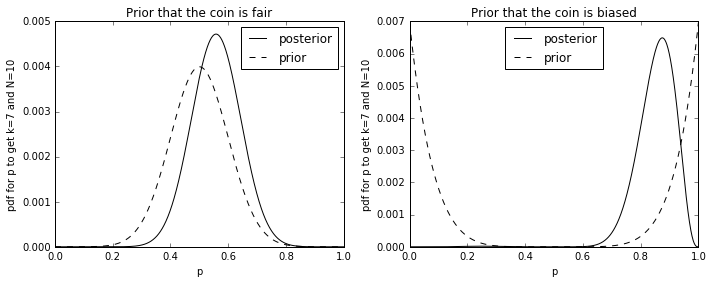 Prior that the coin is fair
pdf for p to get k=7 and N=10
0.005
0.004
0.003
0.002
0.001
0.000
posterior
prior
0.0 0.2 0.4 0.6 0.8 1.0
p
Prior that the coin is biased
pdf for p to get k=7 and N=10
0.007
0.006
0.005
0.004
0.003
0.002
0.001
0.000
posterior
prior
0.0 0.2 0.4 0.6 0.8 1.0
p